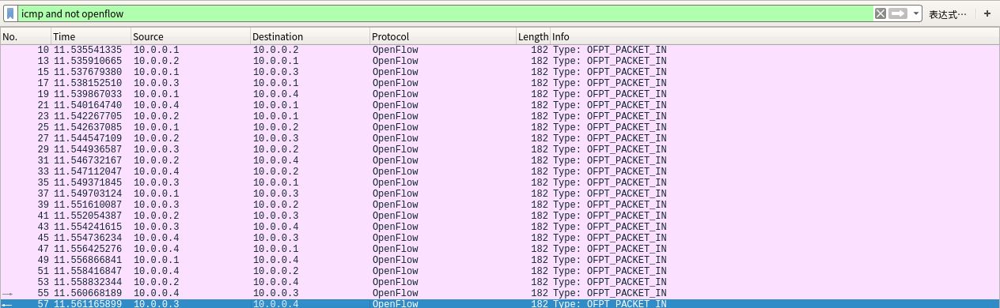 icmp and not openflow 表达式… +
No. Time Source Destination Protocol Length Info
10 11.535541335 10.0.0.1 10.0.0.2 OpenFlow 182 Type: OFPT_PACKET_IN
13 11.535910665 10.0.0.2 10.0.0.1 OpenFlow 182 Type: OFPT_PACKET_IN
15 11.537679380 10.0.0.1 10.0.0.3 OpenFlow 182 Type: OFPT_PACKET_IN
17 11.538152510 10.0.0.3 10.0.0.1 OpenFlow 182 Type: OFPT_PACKET_IN
19 11.539867033 10.0.0.1 10.0.0.4 OpenFlow 182 Type: OFPT_PACKET_IN
21 11.540164740 10.0.0.4 10.0.0.1 OpenFlow 182 Type: OFPT_PACKET_IN
23 11.542267705 10.0.0.2 10.0.0.1 OpenFlow 182 Type: OFPT_PACKET_IN
25 11.542637085 10.0.0.1 10.0.0.2 OpenFlow 182 Type: OFPT_PACKET_IN
27 11.544547109 10.0.0.2 10.0.0.3 OpenFlow 182 Type: OFPT_PACKET_IN
29 11.544936587 10.0.0.3 10.0.0.2 OpenFlow 182 Type: OFPT_PACKET_IN
31 11.546732167 10.0.0.2 10.0.0.4 OpenFlow 182 Type: OFPT_PACKET_IN
33 11.547112047 10.0.0.4 10.0.0.2 OpenFlow 182 Type: OFPT_PACKET_IN
35 11.549371845 10.0.0.3 10.0.0.1 OpenFlow 182 Type: OFPT_PACKET_IN
37 11.549703124 10.0.0.1 10.0.0.3 OpenFlow 182 Type: OFPT_PACKET_IN
39 11.551610087 10.0.0.3 10.0.0.2 OpenFlow 182 Type: OFPT_PACKET_IN
41 11.552054387 10.0.0.2 10.0.0.3 OpenFlow 182 Type: OFPT_PACKET_IN
43 11.554241615 10.0.0.3 10.0.0.4 OpenFlow 182 Type: OFPT_PACKET_IN
45 11.554736234 10.0.0.4 10.0.0.3 OpenFlow 182 Type: OFPT_PACKET_IN
47 11.556425276 10.0.0.4 10.0.0.1 OpenFlow 182 Type: OFPT_PACKET_IN
49 11.556866841 10.0.0.1 10.0.0.4 OpenFlow 182 Type: OFPT_PACKET_IN
51 11.558416847 10.0.0.4 10.0.0.2 OpenFlow 182 Type: OFPT_PACKET_IN
53 11.558832344 10.0.0.2 10.0.0.4 OpenFlow 182 Type: OFPT_PACKET_IN
55 11.560668189 10.0.0.4 10.0.0.3 OpenFlow 182 Type: OFPT_PACKET_IN
57 11.561165899 10.0.0.3 10.0.0.4 OpenFlow 182 Type: OFPT_PACKET_IN